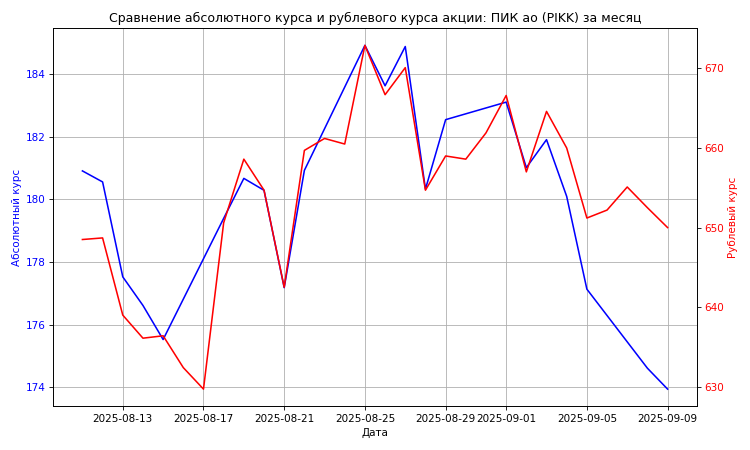 Сравнение абсолютного курса и рублевого курса акции: ПИК ао (PIKK) за месяц
Абсолютный курс
184
182
180
178
176
174
670
660
650
640
630
Рублевый курс
2025-08-13 2025-08-17 2025-08-21 2025-08-25 2025-08-29 2025-09-01 2025-09-05 2025-09-09
Дата